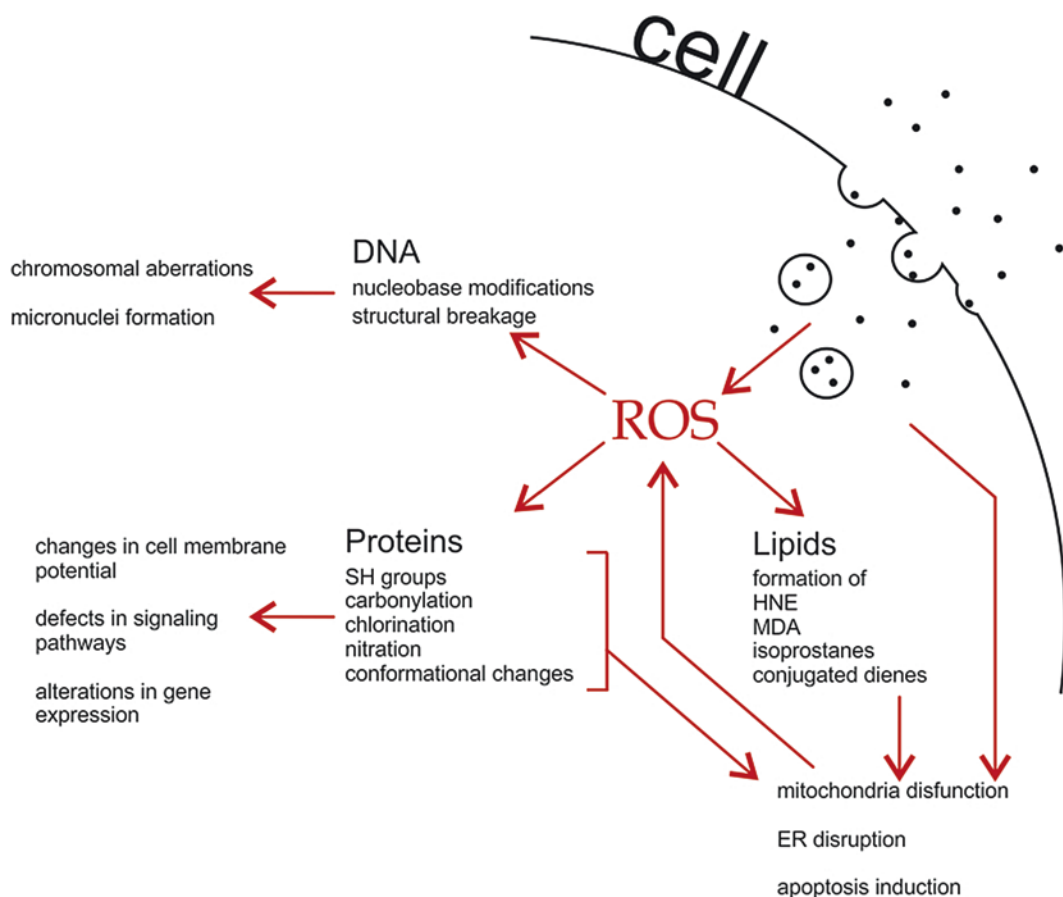 cell
DNA
nucleobase modifications
structural breakage
chromosomal aberrations
micronuclei formation
ROS
Proteins
SH groups
carbonylation
chlorination
nitration
conformational changes
changes in cell membrane
potential
defects in signaling
pathways
alterations in gene
expression
Lipids
formation of
HNE
MDA
isoprostanes
conjugated dienes
mitochondria disfunction
ER disruption
apoptosis induction